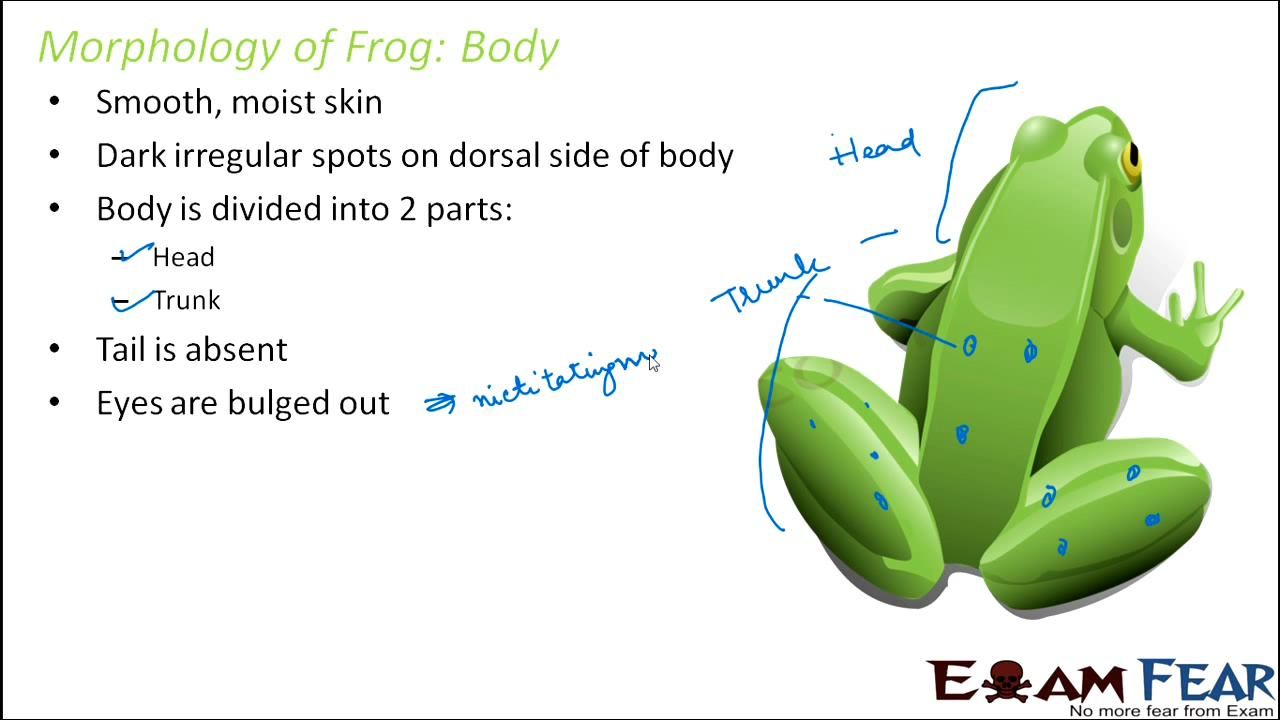 Morphology of Frog: Body
• Smooth, moist skin
• Dark irregular spots on dorsal side of body
• Body is divided into 2 parts:
– Head
– Trunk
• Tail is absent
• Eyes are bulged out ⇒ nictitating m
Head
Trunk
EXAM FEAR
No more fear from Exam